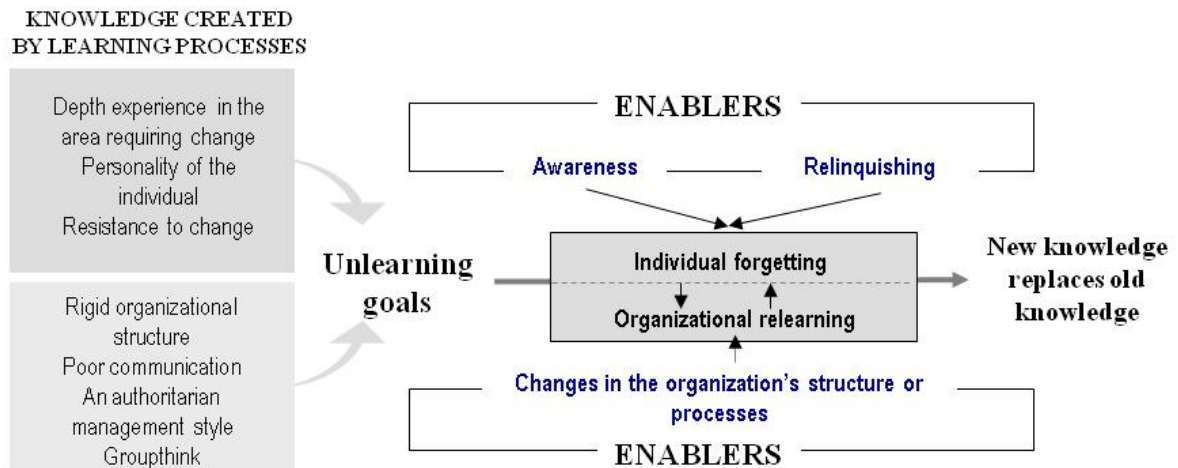 KNOWLEDGE CREATED
BY LEARNING PROCESSES
Depth experience in the
area requiring change
Personality of the
individual
Resistance to change
Rigid organizational
structure
Poor communication
An authoritarian
management style
Groupthink
Unlearning
goals
ENABLERS
Awareness
Relinquishing
Individual forgetting
Organizational relearning
Changes in the organization's structure or
processes
ENABLERS
New knowledge
replaces old
knowledge